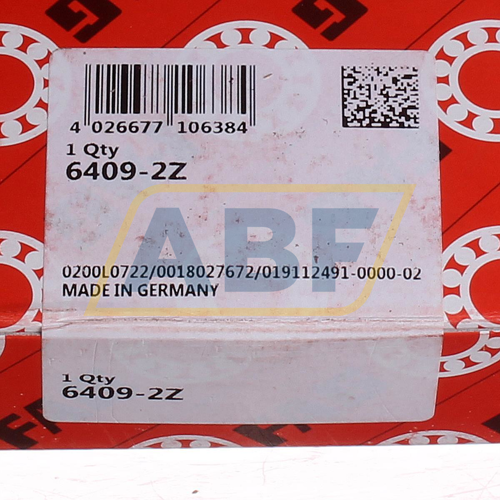 4 026677 106384
1 Qty
6409-2Z
ABF
0200L0722/0018027672/019112491-0000-02
MADE IN GERMANY
1 Qty
6409-2Z